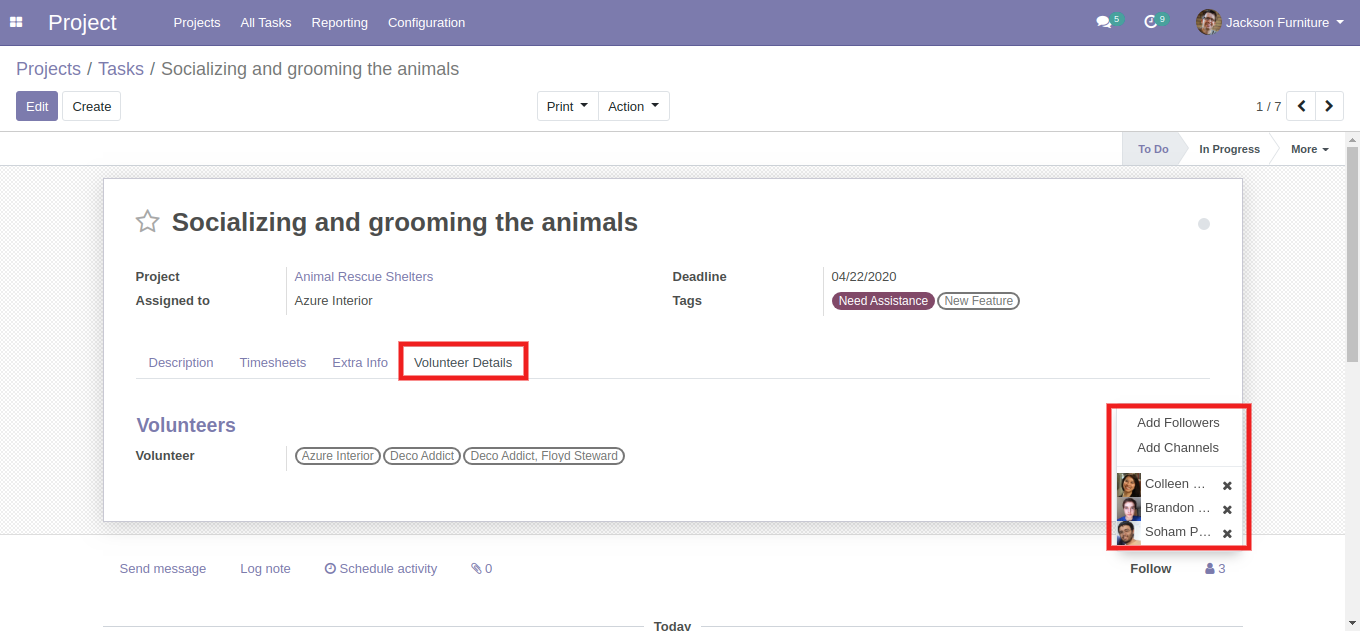 Project Projects All Tasks Reporting Configuration 5 9 Jackson Furniture
Projects / Tasks / Socializing and grooming the animals
Edit Create Print Action 1 / 7
To Do In Progress More
Socializing and grooming the animals
Project Animal Rescue Shelters Deadline 04/22/2020
Assigned to Azure Interior Tags Need Assistance New Feature
Description Timesheets Extra Info Volunteer Details
Volunteers
Volunteer Azure Interior Deco Addict Deco Addict, Floyd Steward
Add Followers
Add Channels
Colleen ...
Brandon ...
Soham P...
Send message Log note Schedule activity 0 Follow 3
Today